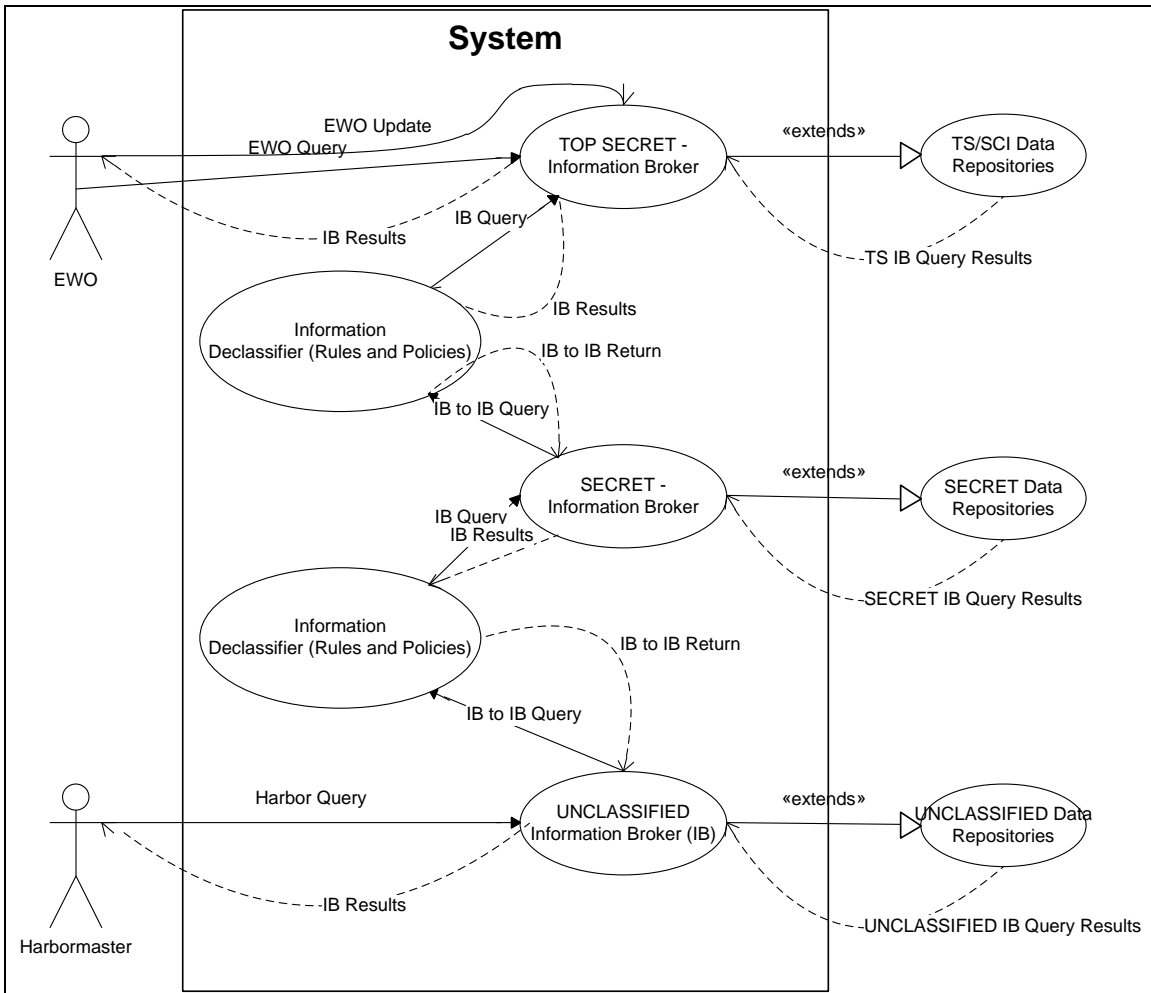 System
EWO Update
EWO Query
«extends»
TOP SECRET -
Information Broker
TS/SCI Data
Repositories
IB Query
IB Results
TS IB Query Results
EWO
IB Results
Information
Declassifier (Rules and Policies)
IB to IB Return
IB to IB Query
«extends»
SECRET -
Information Broker
SECRET Data
Repositories
IB Query
IB Results
SECRET IB Query Results
Information
Declassifier (Rules and Policies)
IB to IB Return
IB to IB Query
Harbor Query
«extends»
UNCLASSIFIED
Information Broker (IB)
UNCLASSIFIED Data
Repositories
IB Results
UNCLASSIFIED IB Query Results
Harbormaster